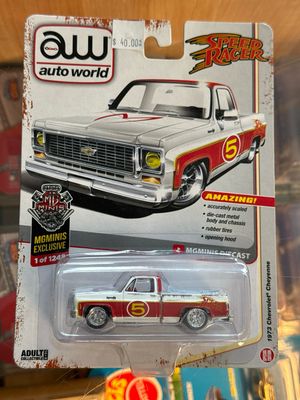 aw
auto world
$ 40.00
SPEED RACER
5
AMAZING!
• accurately scaled
• die-cast metal body and chassis
• rubber tires
• opening hood
MGMINIS
EXCLUSIVE
1 of 1248
MGMINIS DIECAST
5
1973 Chevrolet® Cheyenne
ADULT
COLLECTIBLE